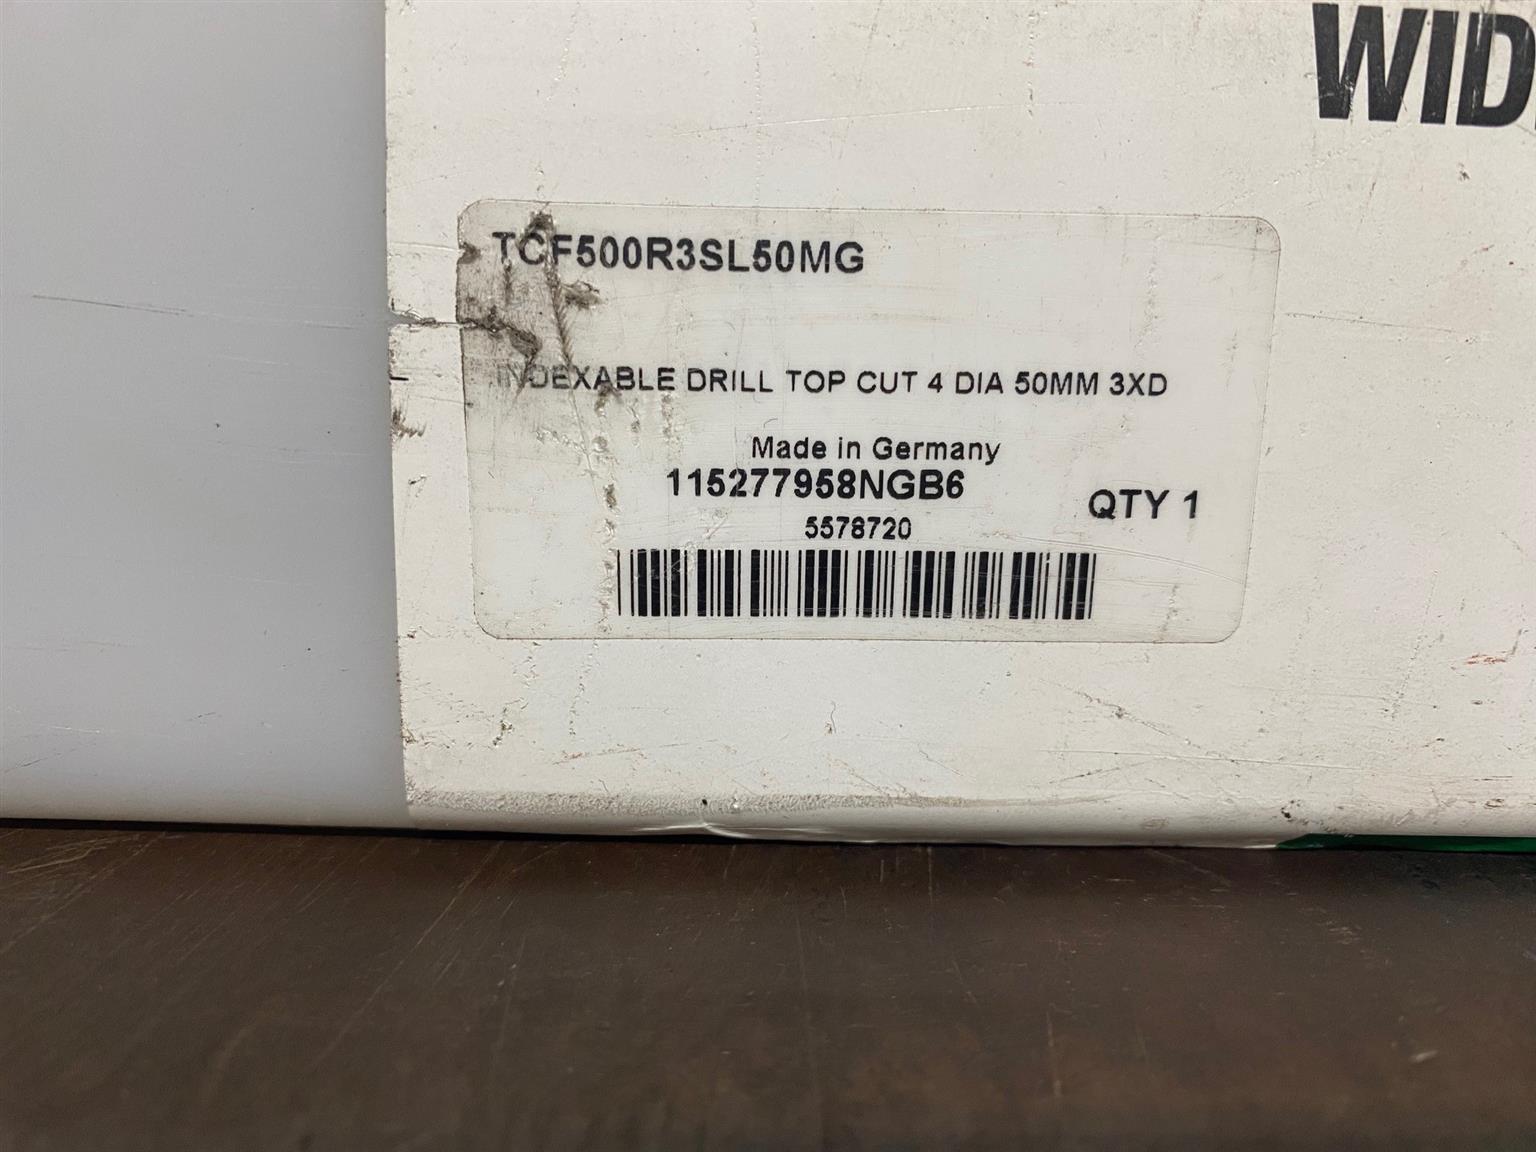 WID
TCF500R3SL50MG
INDEXABLE DRILL TOP CUT 4 DIA 50MM 3XD
Made in Germany
115277958NGB6
QTY 1
5578720